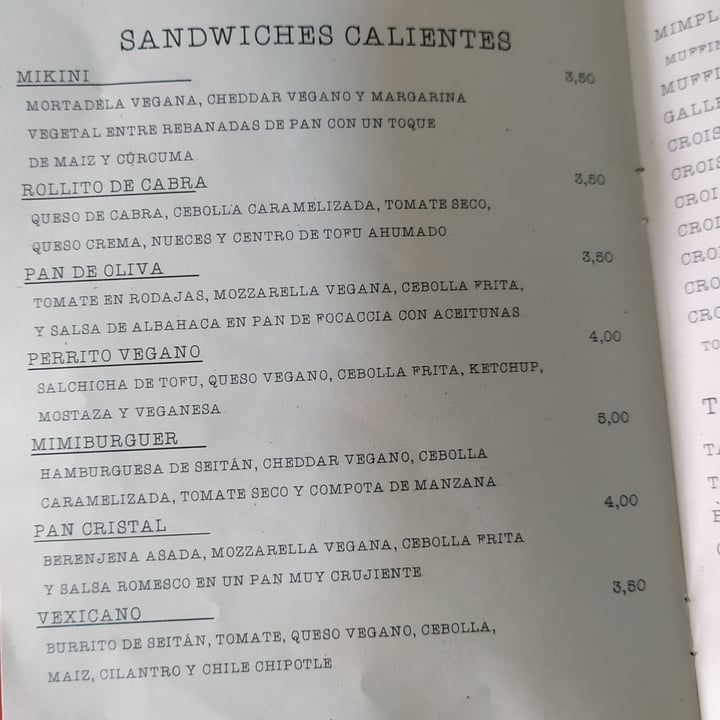 SANDWICHES CALIENTES
MIKINI 3,50
MORTADELA VEGANA, CHEDDAR VEGANO Y MARGARINA
VEGETAL ENTRE REBANADAS DE PAN CON UN TOQUE
DE MAIZ Y CÚRCUMA
ROLLITO DE CABRA 3,50
QUESO DE CABRA, CEBOLLA CARAMELIZADA, TOMATE SECO,
QUESO CREMA, NUECES Y CENTRO DE TOFU AHUMADO
PAN DE OLIVA 3,50
TOMATE EN RODAJAS, MOZZARELLA VEGANA, CEBOLLA FRITA,
Y SALSA DE ALBAHACA EN PAN DE FOCACCIA CON ACEITUNAS
PERRITO VEGANO 4,00
SALCHICHA DE TOFU, QUESO VEGANO, CEBOLLA FRITA, KETCHUP,
MOSTAZA Y VEGANESA
MIMIBURGUER 5,00
HAMBURGUESA DE SEITÁN, CHEDDAR VEGANO, CEBOLLA
CARAMELIZADA, TOMATE SECO Y COMPOTA DE MANZANA
PAN CRISTAL 4,00
BERENJENA ASADA, MOZZARELLA VEGANA, CEBOLLA FRITA
Y SALSA ROMESCO EN UN PAN MUY CRUJIENTE
VEXICANO 3,50
BURRITO DE SEITÁN, TOMATE, QUESO VEGANO, CEBOLLA,
MAIZ, CILANTRO Y CHILE CHIPOTLE